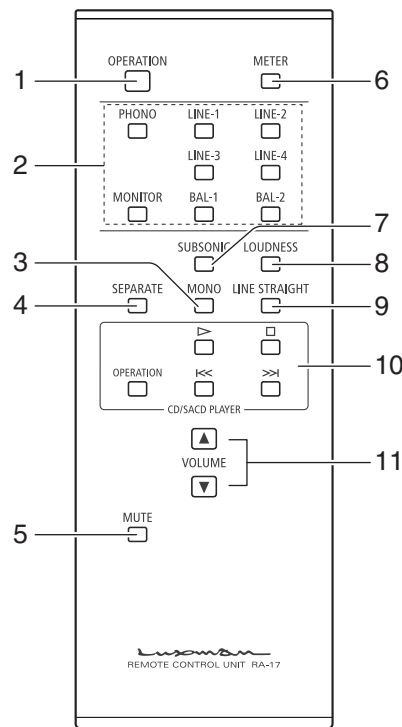 OPERATION METER
1 6
PHONO LINE-1 LINE-2
2 LINE-3 LINE-4
MONITOR BAL-1 BAL-2
7
SUBSONIC LOUDNESS
3 8
SEPARATE MONO LINE STRAIGHT
4 9
10
OPERATION
CD/SACD PLAYER
VOLUME 11
MUTE
5
LUXMAN
REMOTE CONTROL UNIT RA-17